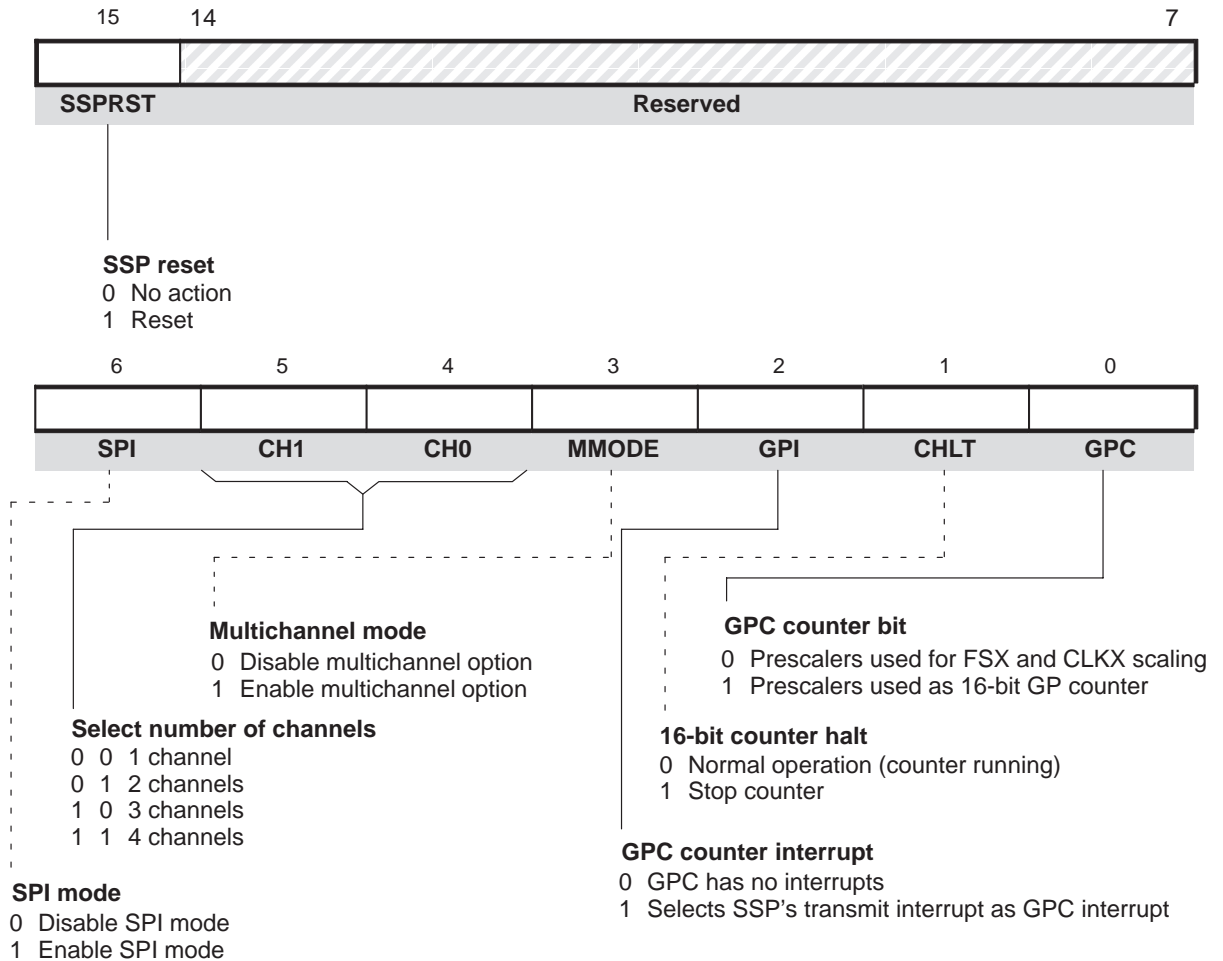 15 14 7
SSPRST Reserved
SSP reset
0 No action
1 Reset
6 5 4 3 2 1 0
SPI CH1 CH0 MMODE GPI CHLT GPC
Multichannel mode
0 Disable multichannel option
1 Enable multichannel option
GPC counter bit
0 Prescalers used for FSX and CLKX scaling
1 Prescalers used as 16-bit GP counter
Select number of channels
0 0 1 channel
0 1 2 channels
1 0 3 channels
1 1 4 channels
16-bit counter halt
0 Normal operation (counter running)
1 Stop counter
GPC counter interrupt
0 GPC has no interrupts
1 Selects SSP's transmit interrupt as GPC interrupt
SPI mode
0 Disable SPI mode
1 Enable SPI mode